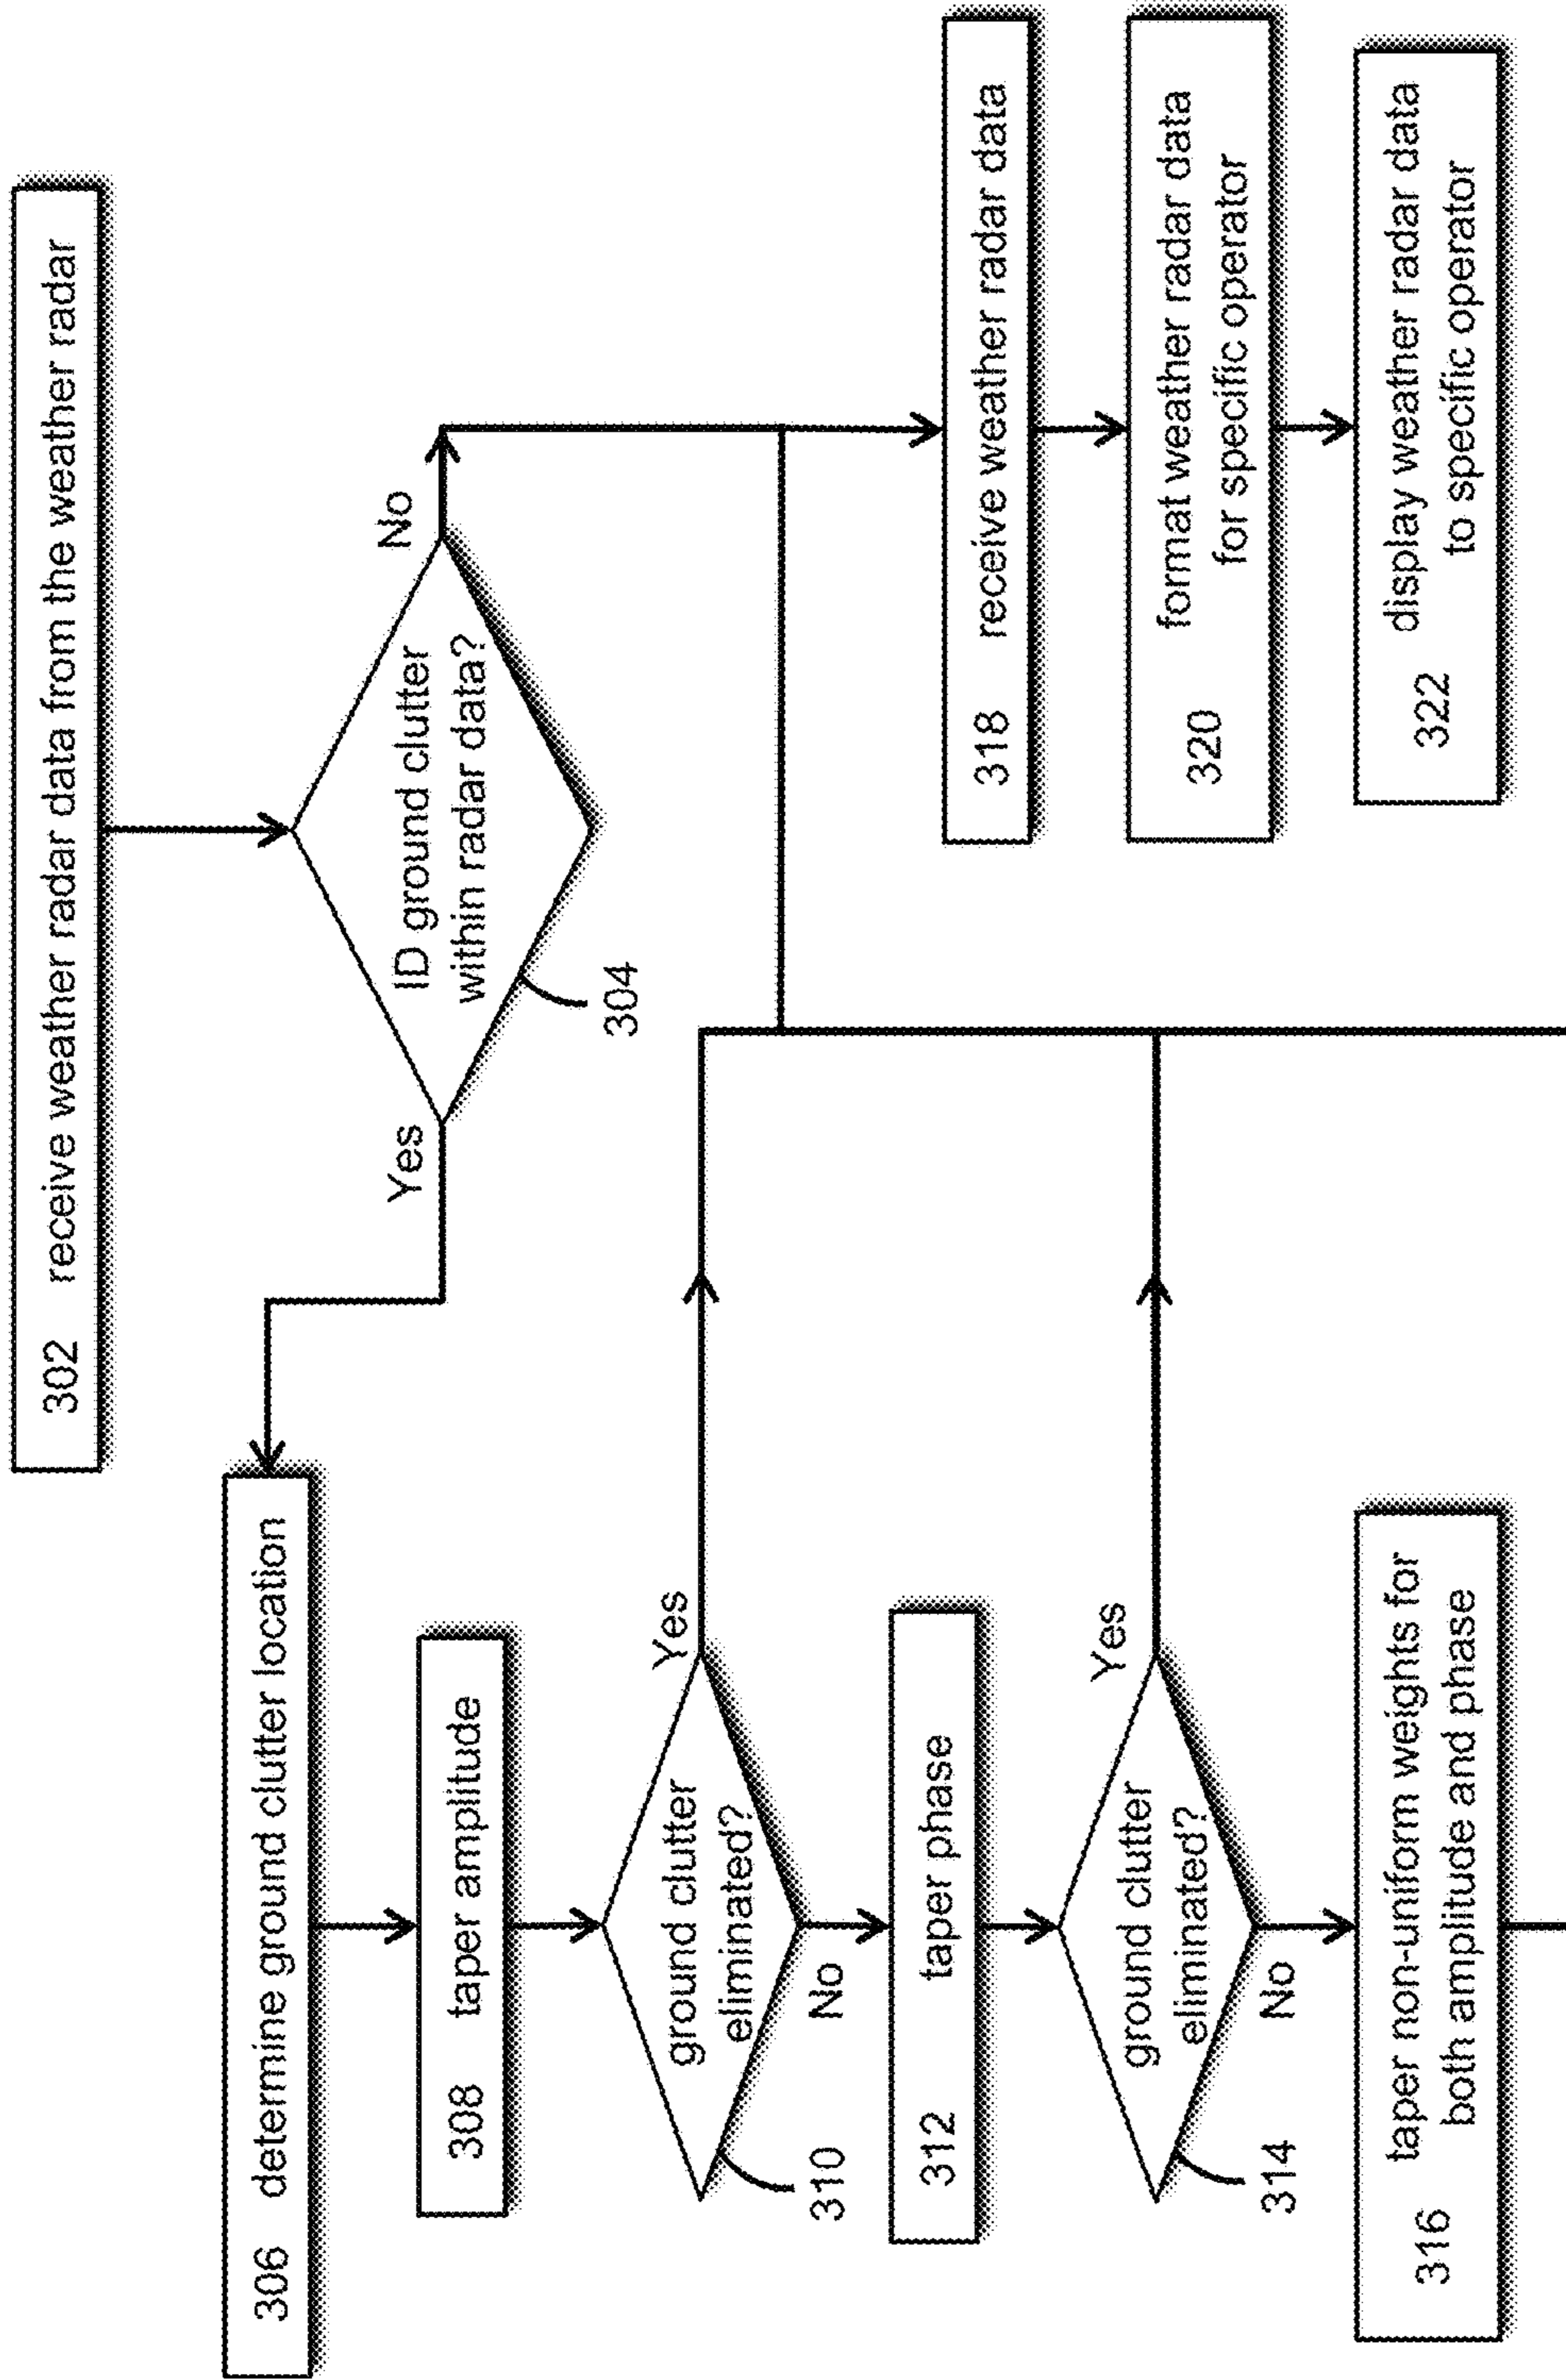 302 receive weather radar data from the weather radar
ID ground clutter
within radar data?
304
Yes
No
306 determine ground clutter location
308 taper amplitude
ground clutter
eliminated?
310
Yes
No
312 taper phase
ground clutter
eliminated?
314
Yes
No
316 taper non-uniform weights for
both amplitude and phase
318 receive weather radar data
320 format weather radar data
for specific operator
322 display weather radar data
to specific operator